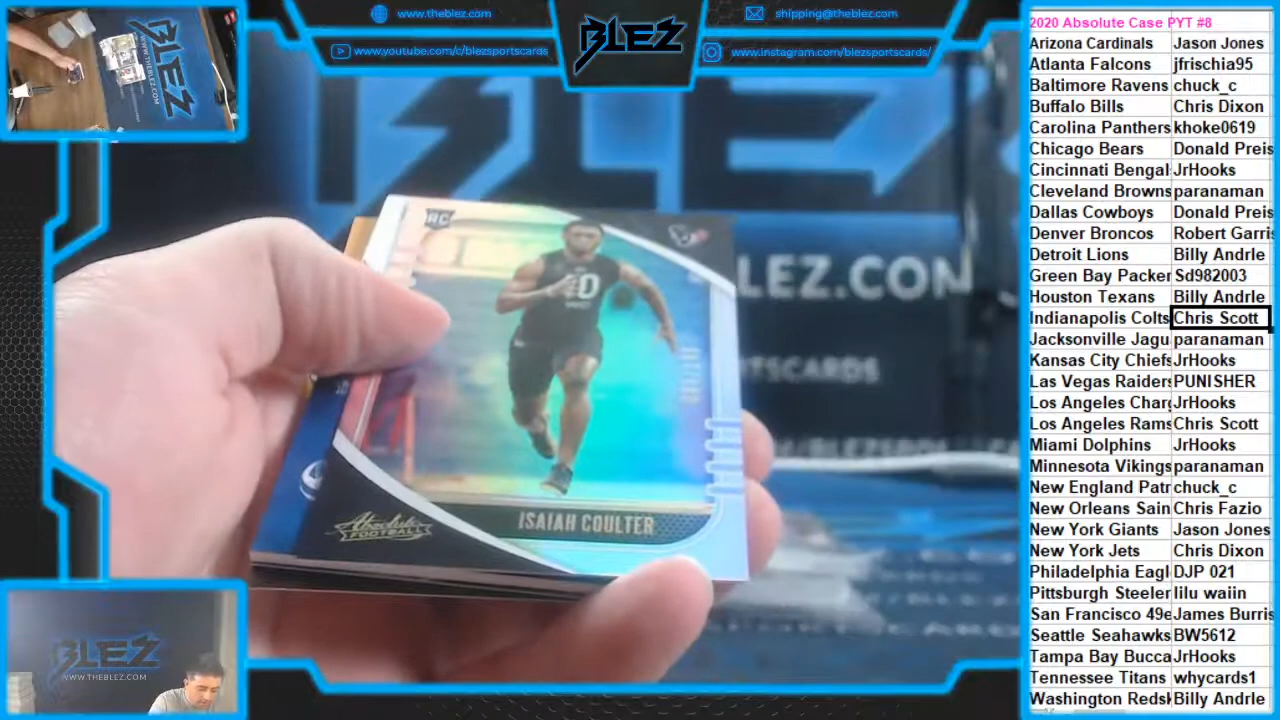 www.theblez.com
www.youtube.com/c/blezsportscards
BLEZ
shipping@theblez.com
www.instagram.com/blezsportscards/
BLEZ
WWW.THEBLEZ.COM
BLEZ.COM
RTSCARDS
RC
ISAIAH COULTER
Absolute
FOOTBALL
BLEZ
WWW.THEBLEZ.COM
2020 Absolute Case PYT #8
Arizona Cardinals Jason Jones
Atlanta Falcons jfrischia95
Baltimore Ravens chuck_c
Buffalo Bills Chris Dixon
Carolina Panthers khoke0619
Chicago Bears Donald Preis
Cincinnati Bengal JrHooks
Cleveland Browns paranaman
Dallas Cowboys Donald Preis
Denver Broncos Robert Garris
Detroit Lions Billy Andrle
Green Bay Packer Sd982003
Houston Texans Billy Andrle
Indianapolis Colts Chris Scott
Jacksonville Jagu paranaman
Kansas City Chiefs JrHooks
Las Vegas Raiders PUNISHER
Los Angeles Charg JrHooks
Los Angeles Rams Chris Scott
Miami Dolphins JrHooks
Minnesota Vikings paranaman
New England Patr chuck_c
New Orleans Sain Chris Fazio
New York Giants Jason Jones
New York Jets Chris Dixon
Philadelphia Eagl DJP 021
Pittsburgh Steeler lilu waiin
San Francisco 49e James Burris
Seattle Seahawks BW5612
Tampa Bay Bucca JrHooks
Tennessee Titans whycards1
Washington Redsk Billy Andrle